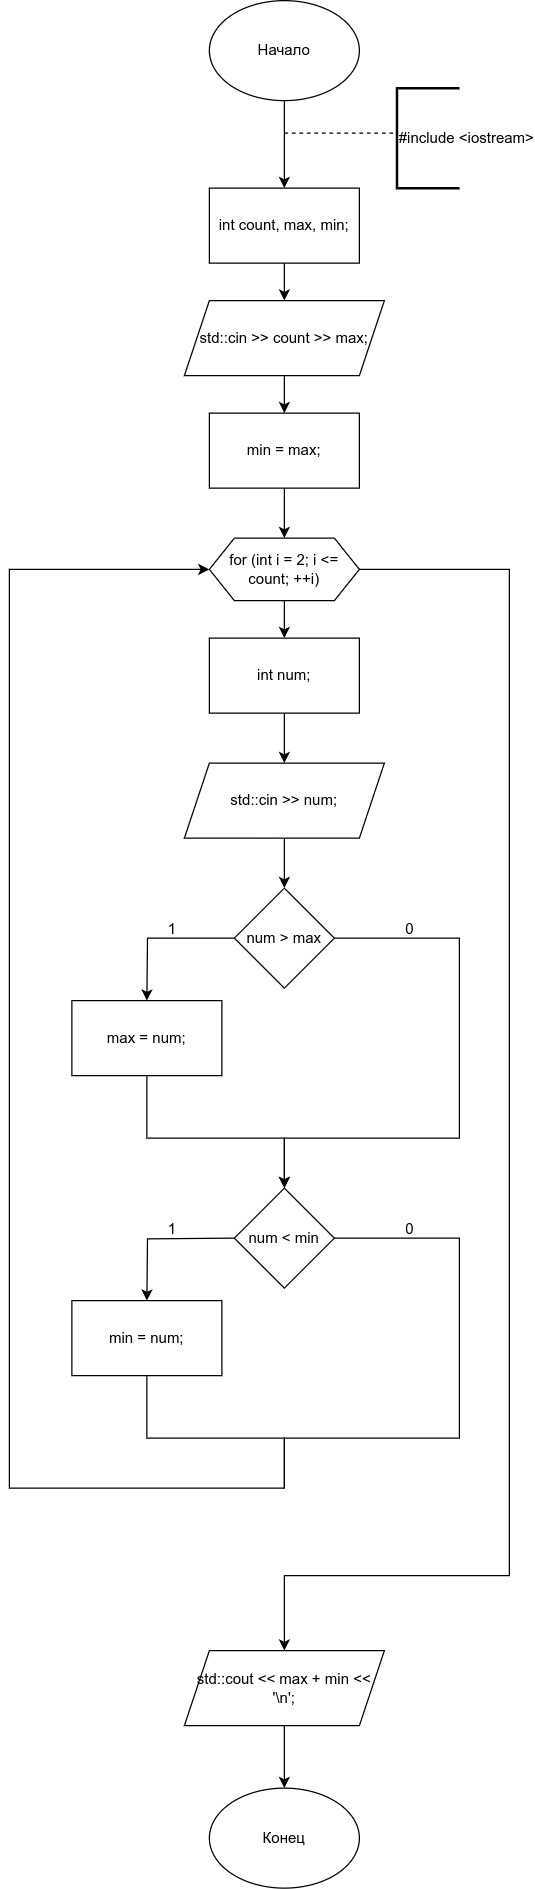 Начало
#include <iostream>
int count, max, min;
std::cin >> count >> max;
min = max;
for (int i = 2; i <=
count; ++i)
int num;
std::cin >> num;
num > max
1
0
max = num;
num < min
1
0
min = num;
std::cout << max + min <<
'\n';
Конец